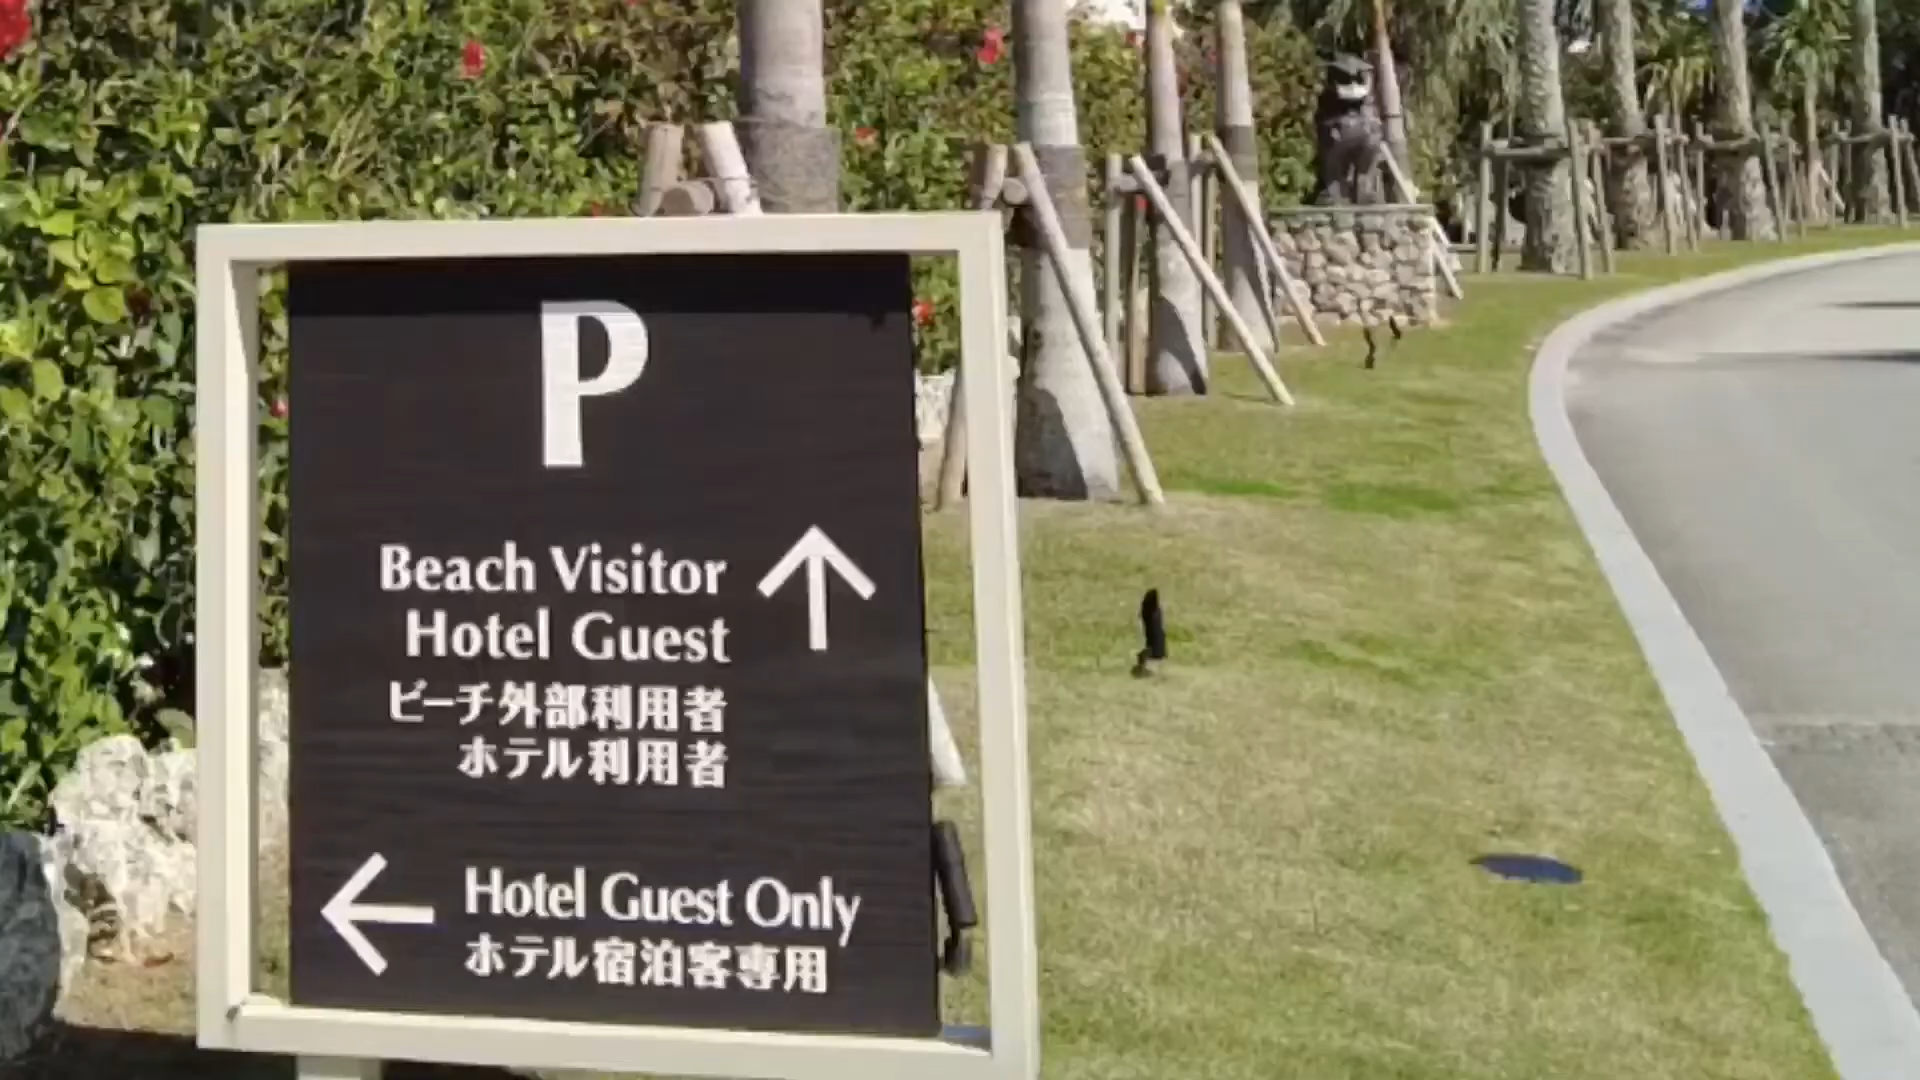 P
Beach Visitor
Hotel Guest
ビーチ外部利用者
ホテル利用者
Hotel Guest Only
ホテル宿泊客専用